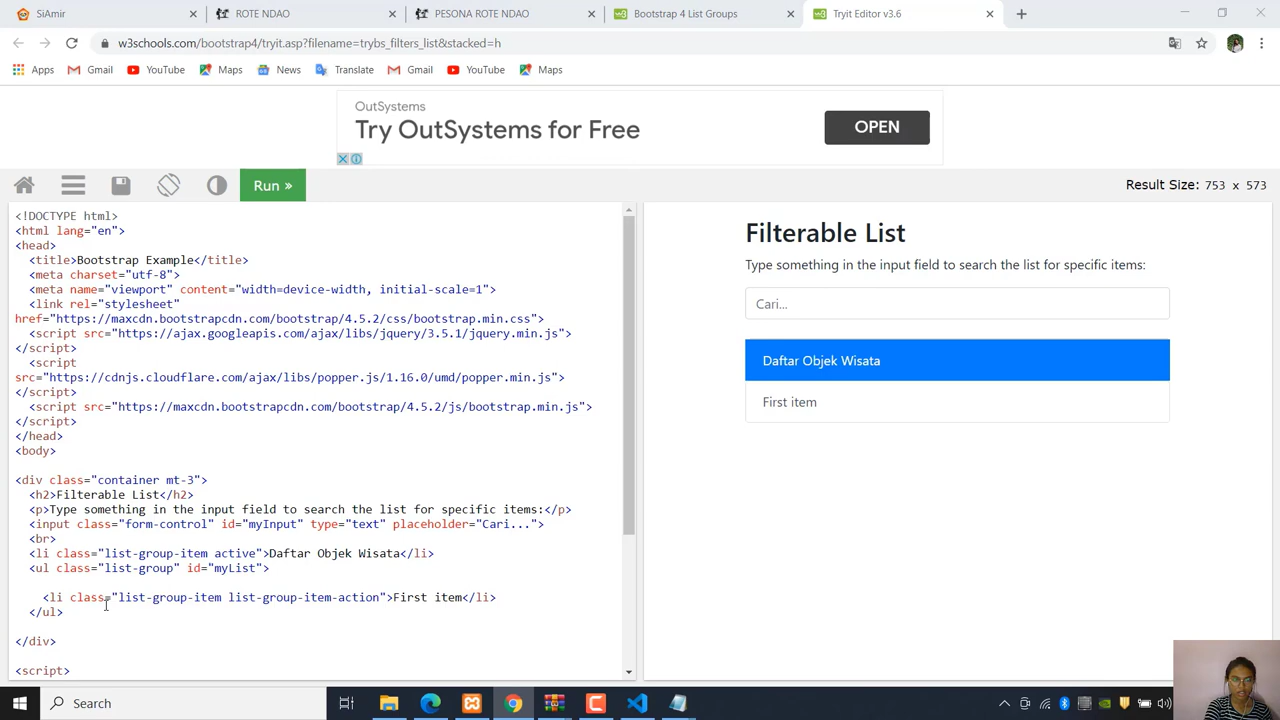 SiAmir
ROTE NDAO
PESONA ROTE NDAO
Bootstrap 4 List Groups
Tryit Editor v3.6
w3schools.com/bootstrap4/tryit.asp?filename=trybs_filters_list&stacked=h
Apps Gmail YouTube Maps News Translate Gmail YouTube Maps
OutSystems
Try OutSystems for Free
OPEN
Run »
Result Size: 753 x 573
<!DOCTYPE html>
<html lang="en">
<head>
<title>Bootstrap Example</title>
<meta charset="utf-8">
<meta name="viewport" content="width=device-width, initial-scale=1">
<link rel="stylesheet"
href="https://maxcdn.bootstrapcdn.com/bootstrap/4.5.2/css/bootstrap.min.css">
<script src="https://ajax.googleapis.com/ajax/libs/jquery/3.5.1/jquery.min.js">
</script>
<script
src="https://cdnjs.cloudflare.com/ajax/libs/popper.js/1.16.0/umd/popper.min.js">
</script>
<script src="https://maxcdn.bootstrapcdn.com/bootstrap/4.5.2/js/bootstrap.min.js">
</script>
</head>
<body>
<div class="container mt-3">
<h2>Filterable List</h2>
<p>Type something in the input field to search the list for specific items:</p>
<input class="form-control" id="myInput" type="text" placeholder="Cari...">
<br>
<li class="list-group-item active">Daftar Objek Wisata</li>
<ul class="list-group" id="myList">
<li class="list-group-item list-group-item-action">First item</li>
</ul>
</div>
<script>
Filterable List
Type something in the input field to search the list for specific items:
Cari...
Daftar Objek Wisata
First item
Search